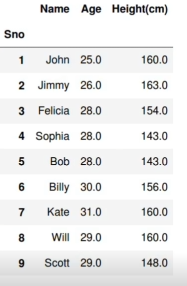 Name Age Height(cm)
Sno
1 John 25.0 160.0
2 Jimmy 26.0 163.0
3 Felicia 28.0 154.0
4 Sophia 28.0 143.0
5 Bob 28.0 143.0
6 Billy 30.0 156.0
7 Kate 31.0 160.0
8 Will 29.0 160.0
9 Scott 29.0 148.0